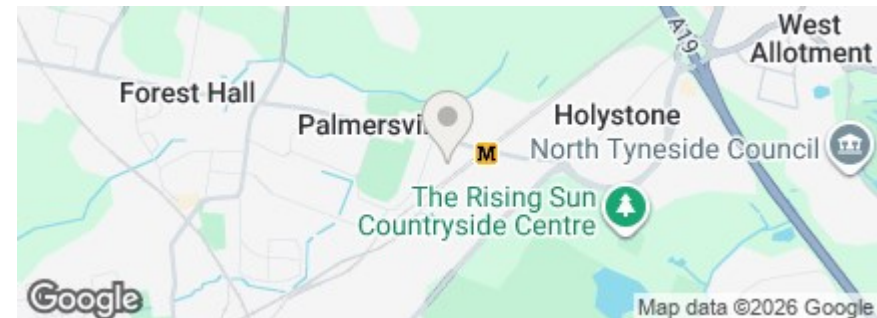 West
Allotment
A19
Forest Hall
Palmersvi
Holystone
M
North Tyneside Council
The Rising Sun
Countryside Centre
Google
Map data ©2026 Google